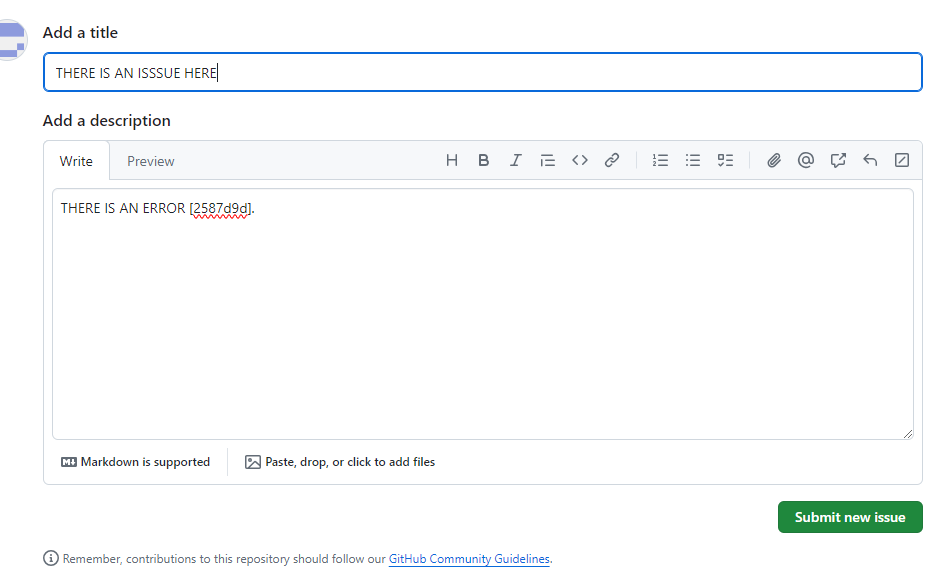 Add a title
THERE IS AN ISSSUE HERE
Add a description
Write Preview
THERE IS AN ERROR [2587d9d].
Markdown is supported Paste, drop, or click to add files
Submit new issue
Remember, contributions to this repository should follow our GitHub Community Guidelines.